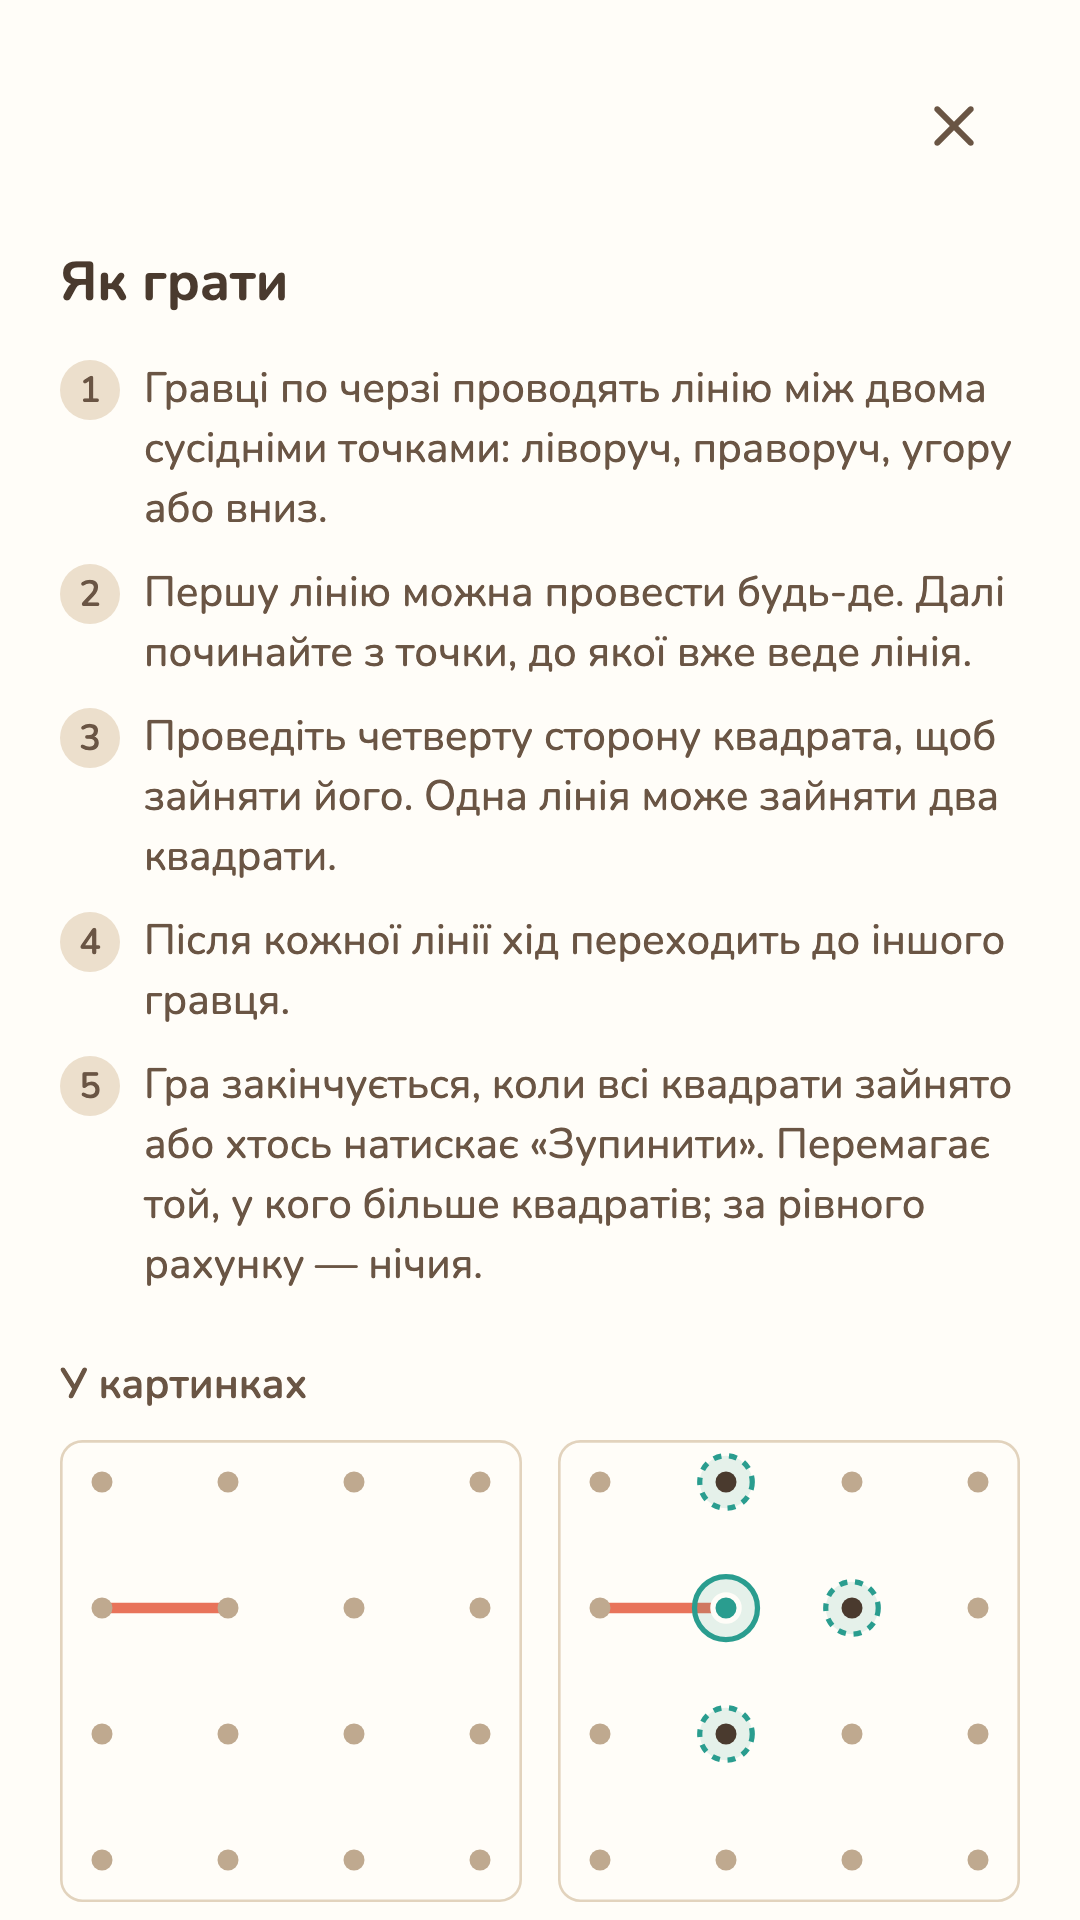 Як грати
1 Гравці по черзі проводять лінію між двома
сусідніми точками: ліворуч, праворуч, угору
або вниз.
2 Першу лінію можна провести будь-де. Далі
починайте з точки, до якої вже веде лінія.
3 Проведіть четверту сторону квадрата, щоб
зайняти його. Одна лінія може зайняти два
квадрати.
4 Після кожної лінії хід переходить до іншого
гравця.
5 Гра закінчується, коли всі квадрати зайнято
або хтось натискає «Зупинити». Перемагає
той, у кого більше квадратів; за рівного
рахунку — нічия.
У картинках